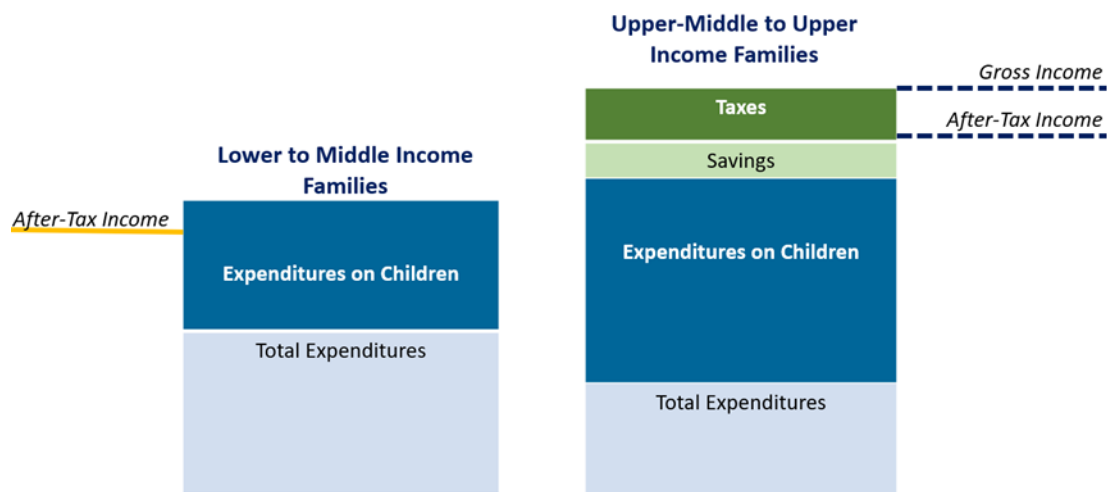 Lower to Middle Income
Families
After-Tax Income
Expenditures on Children
Total Expenditures
Upper-Middle to Upper
Income Families
Gross Income
Taxes
After-Tax Income
Savings
Expenditures on Children
Total Expenditures